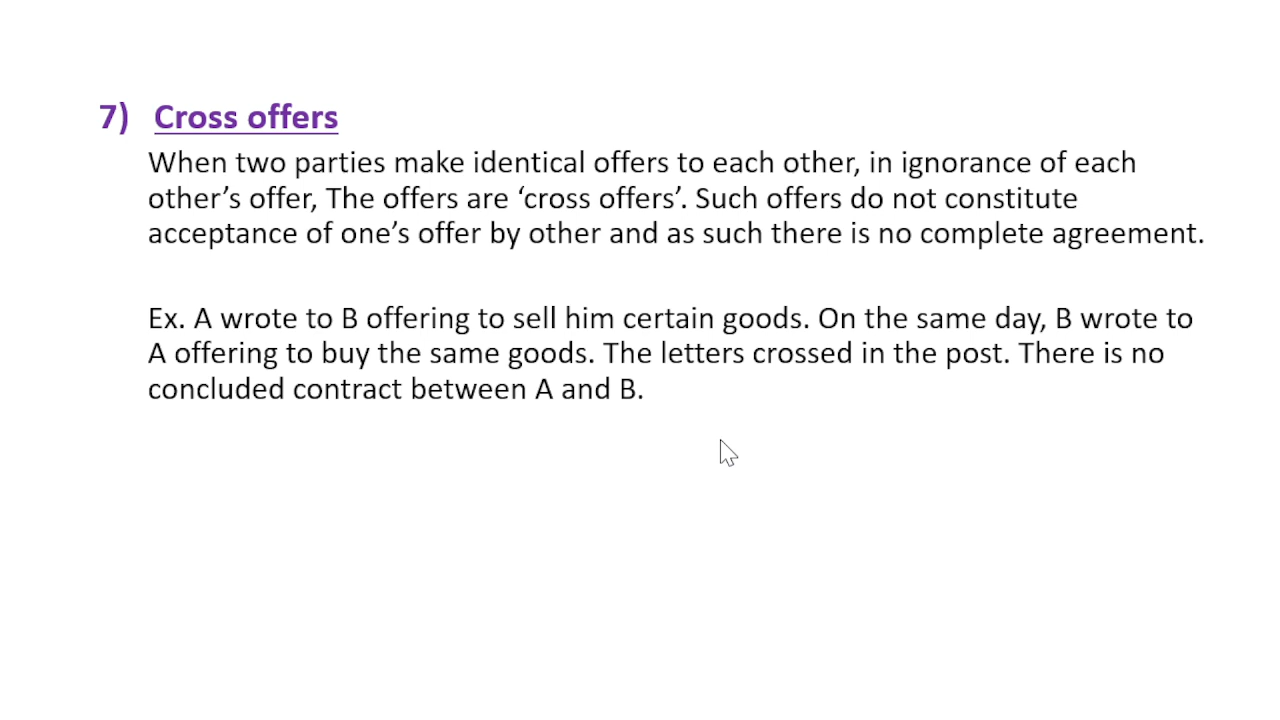 7) Cross offers
When two parties make identical offers to each other, in ignorance of each
other’s offer, The offers are ‘cross offers’. Such offers do not constitute
acceptance of one’s offer by other and as such there is no complete agreement.
Ex. A wrote to B offering to sell him certain goods. On the same day, B wrote to
A offering to buy the same goods. The letters crossed in the post. There is no
concluded contract between A and B.